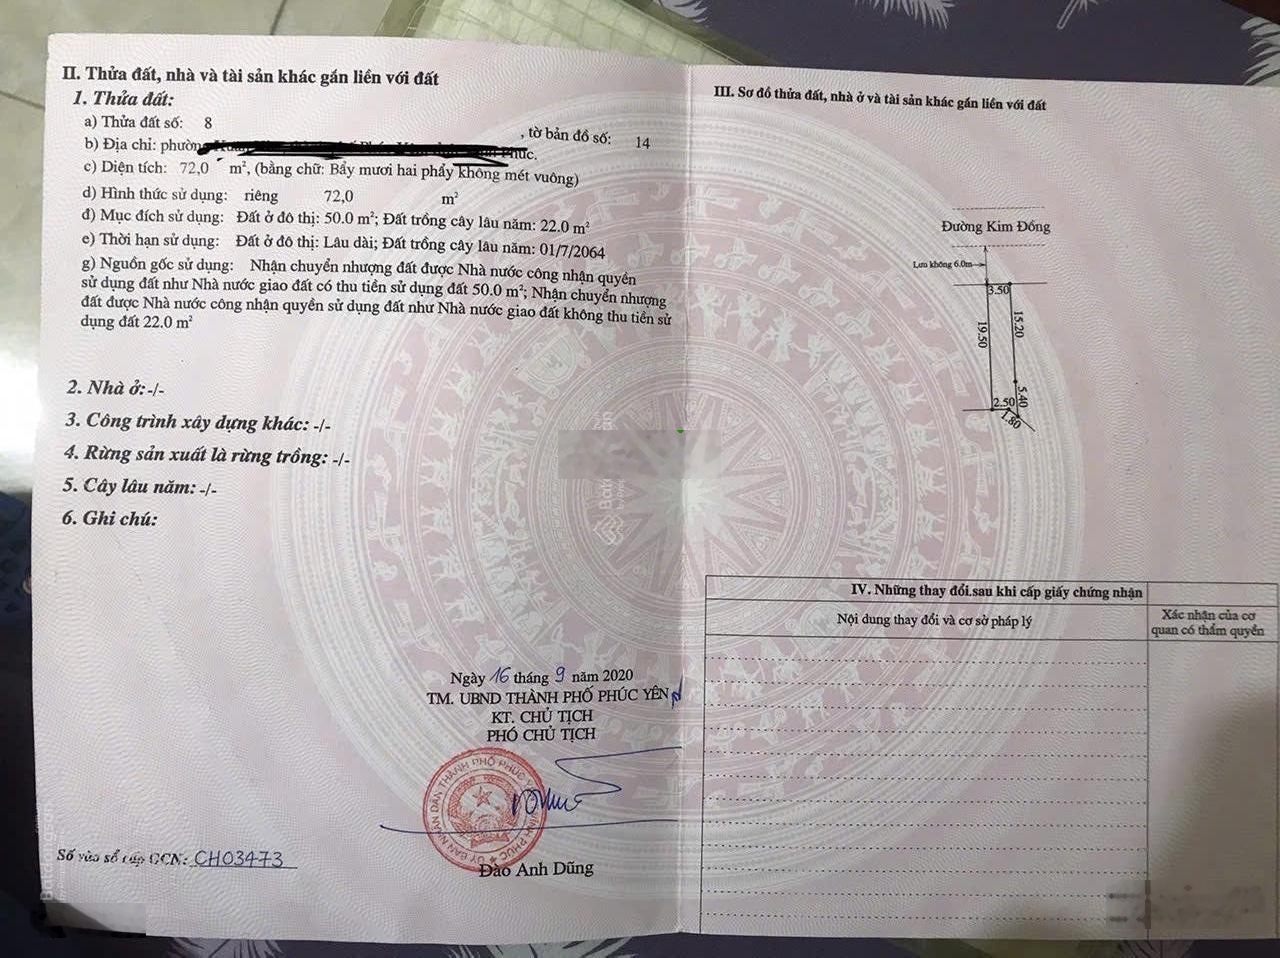 II. Thửa đất, nhà và tài sản khác gắn liền với đất
1. Thửa đất:
a) Thửa đất số: 8 , tờ bản đồ số: 14
b) Địa chỉ: phường Phúc.
c) Diện tích: 72,0 m², (bằng chữ: Bẩy mươi hai phẩy không mét vuông)
d) Hình thức sử dụng: riêng 72,0 m²
đ) Mục đích sử dụng: Đất ở đô thị: 50.0 m²; Đất trồng cây lâu năm: 22.0 m²
e) Thời hạn sử dụng: Đất ở đô thị: Lâu dài; Đất trồng cây lâu năm: 01/7/2064
g) Nguồn gốc sử dụng: Nhận chuyển nhượng đất được Nhà nước công nhận quyền
sử dụng đất như Nhà nước giao đất có thu tiền sử dụng đất 50.0 m²; Nhận chuyển nhượng
đất được Nhà nước công nhận quyền sử dụng đất như Nhà nước giao đất không thu tiền sử
dụng đất 22.0 m²
2. Nhà ở: -/-
3. Công trình xây dựng khác: -/-
4. Rừng sản xuất là rừng trồng: -/-
5. Cây lâu năm: -/-
6. Ghi chú:
Ngày 16 tháng 9 năm 2020
TM. UBND THÀNH PHỐ PHÚC YÊN
KT. CHỦ TỊCH
PHÓ CHỦ TỊCH
Đào Anh Dũng
Số vào sổ cấp GCN: CH03473
III. Sơ đồ thửa đất, nhà ở và tài sản khác gắn liền với đất
Đường Kim Đồng
Lưu không 6.0m
3.50
19.50
15.20
5.40
2.50
1.80
IV. Những thay đổi sau khi cấp giấy chứng nhận
Nội dung thay đổi và cơ sở pháp lý
Xác nhận của cơ
quan có thẩm quyền